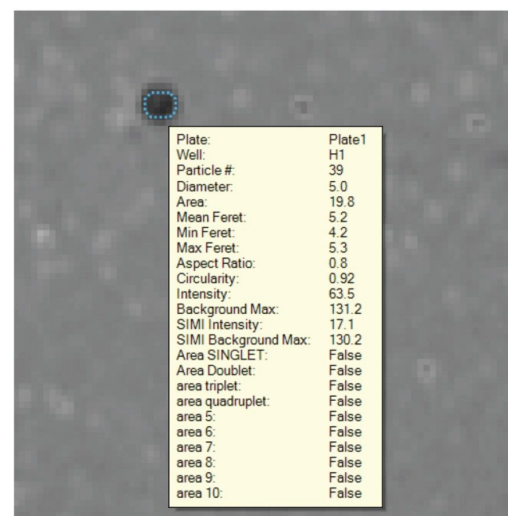 Plate: Plate1
Well: H1
Particle #: 39
Diameter: 5.0
Area: 19.8
Mean Feret: 5.2
Min Feret: 4.2
Max Feret: 5.3
Aspect Ratio: 0.8
Circularity: 0.92
Intensity: 63.5
Background Max: 131.2
SIMI Intensity: 17.1
SIMI Background Max: 130.2
Area SINGLET: False
Area Doublet: False
area triplet: False
area quadruplet: False
area 5: False
area 6: False
area 7: False
area 8: False
area 9: False
area 10: False